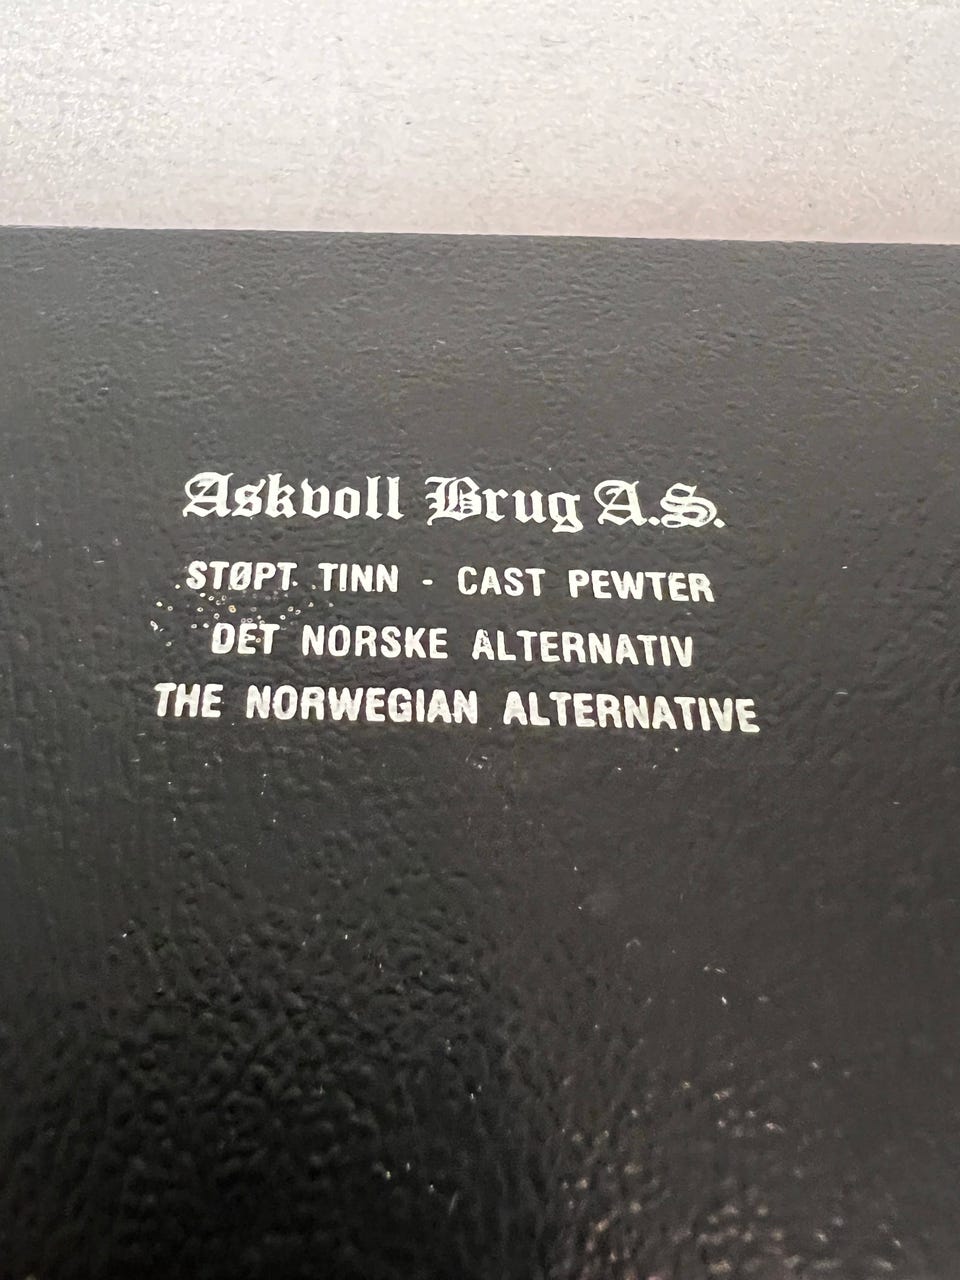 Askvoll Brug A.S.
STØPT TINN - CAST PEWTER
DET NORSKE ALTERNATIV
THE NORWEGIAN ALTERNATIVE